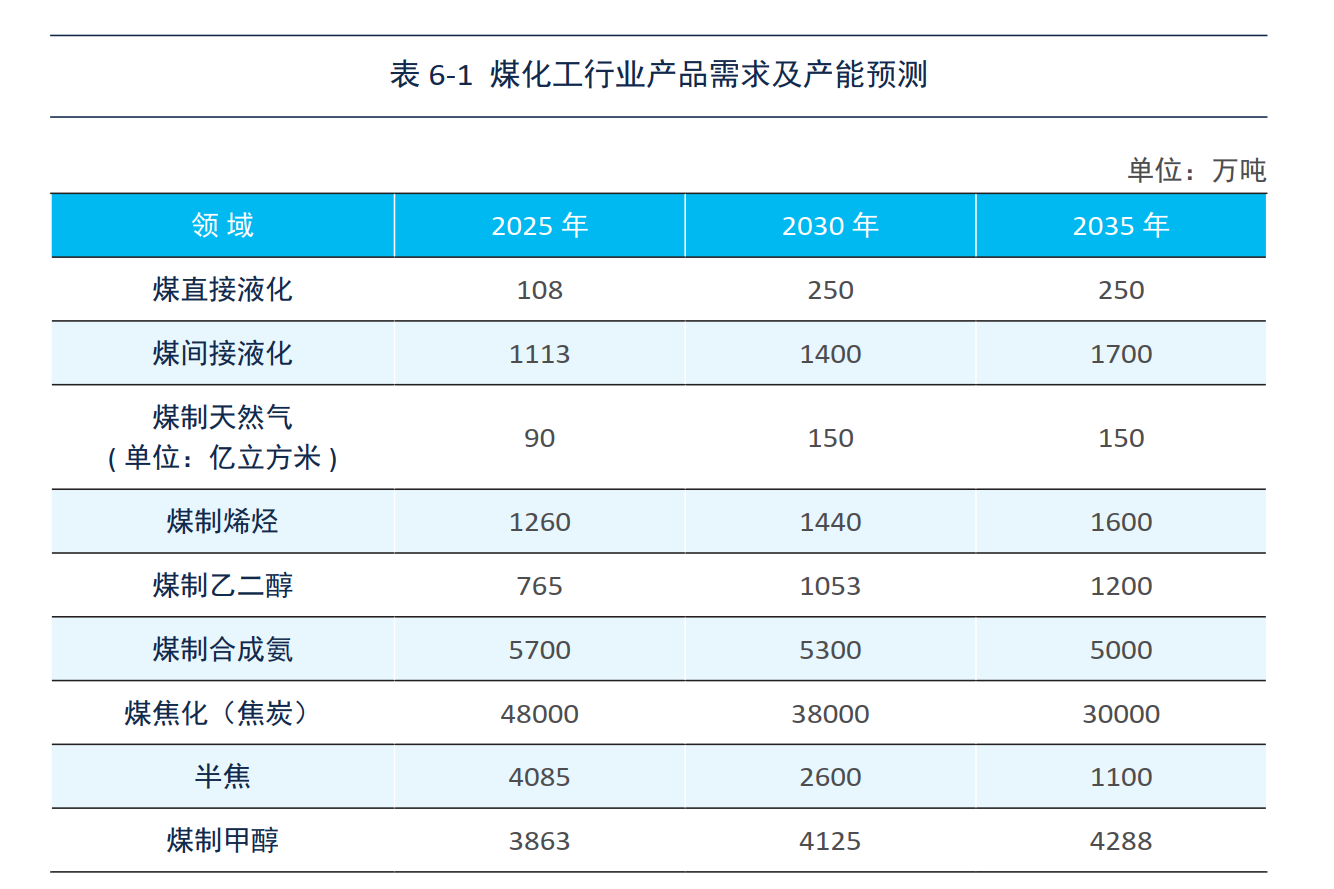 表 6-1 煤化工行业产品需求及产能预测
单位：万吨
领 域 2025 年 2030 年 2035 年
煤直接液化 108 250 250
煤间接液化 1113 1400 1700
煤制天然气
( 单位：亿立方米 ) 90 150 150
煤制烯烃 1260 1440 1600
煤制乙二醇 765 1053 1200
煤制合成氨 5700 5300 5000
煤焦化（焦炭） 48000 38000 30000
半焦 4085 2600 1100
煤制甲醇 3863 4125 4288